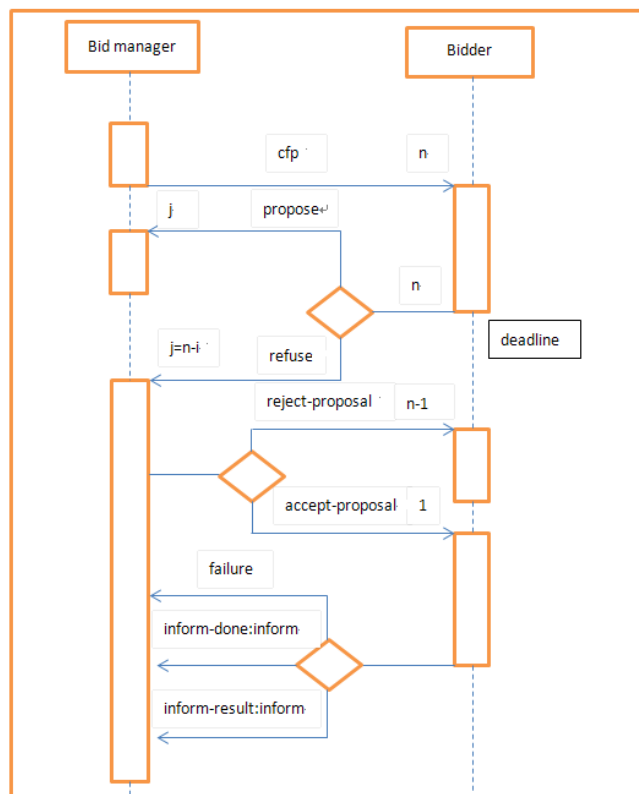 Bid manager
Bidder
cfp
n
j
propose
n
deadline
j=n-i
refuse
reject-proposal
n-1
accept-proposal
1
failure
inform-done:inform
inform-result:inform